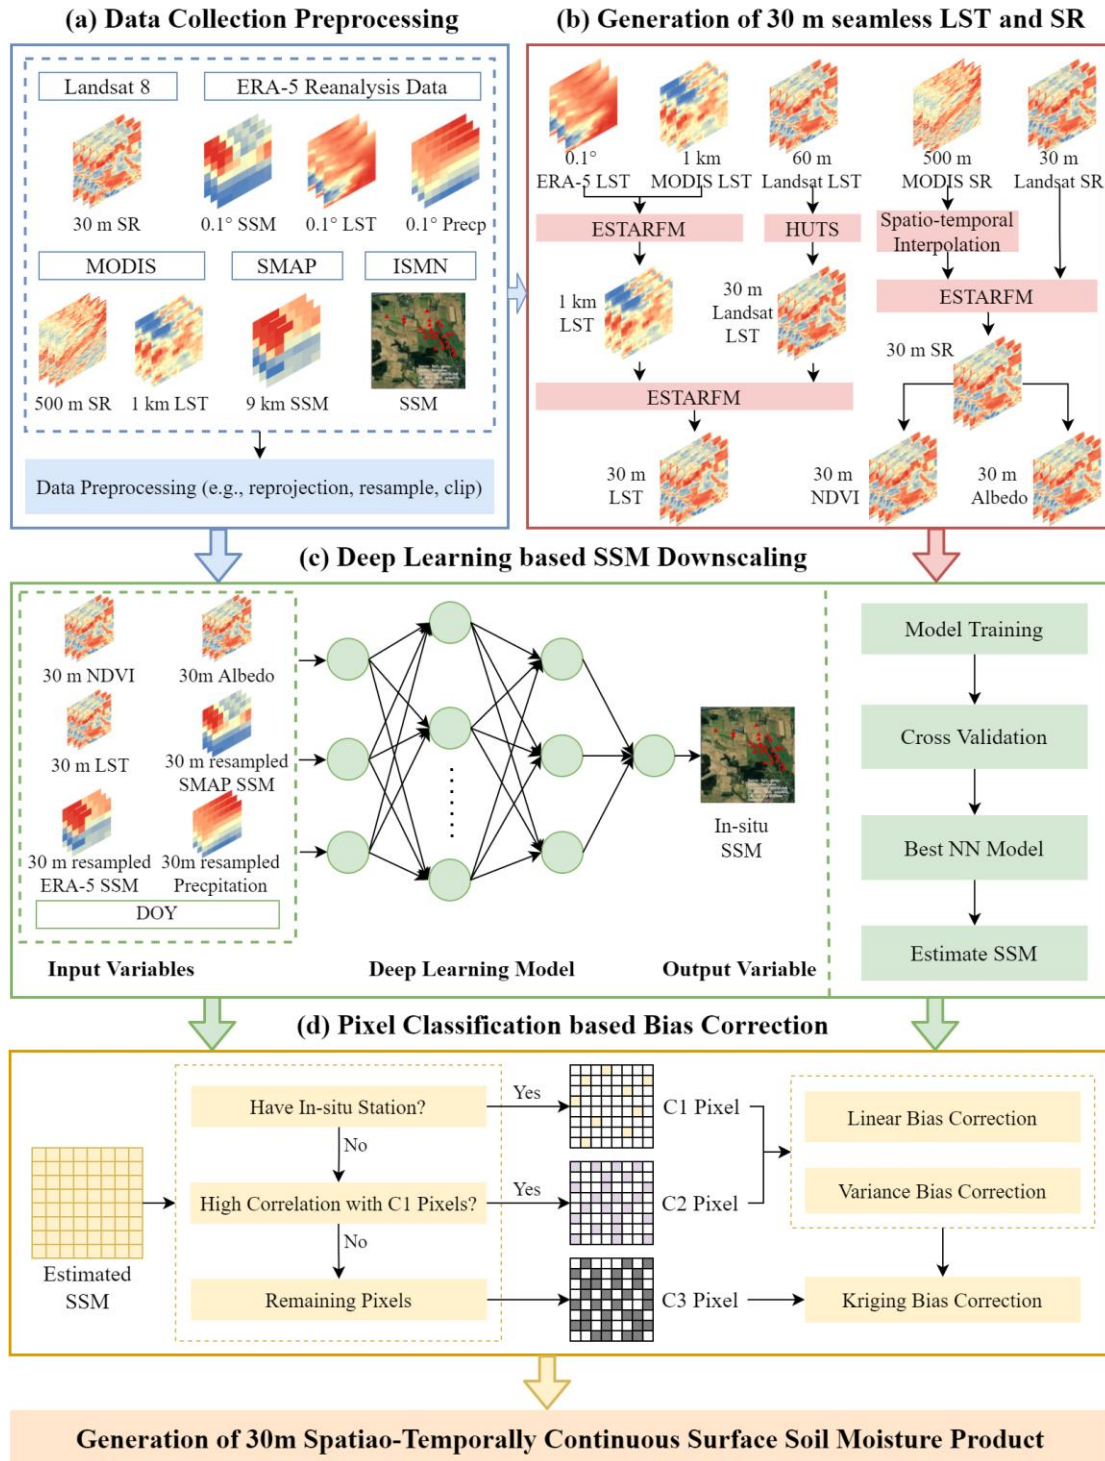 (a) Data Collection Preprocessing
Landsat 8
ERA-5 Reanalysis Data
30 m SR
0.1° SSM
0.1° LST
0.1° Precp
MODIS
SMAP
ISMN
500 m SR
1 km LST
9 km SSM
SSM
Data Preprocessing (e.g., reprojection, resample, clip)
(b) Generation of 30 m seamless LST and SR
0.1°
ERA-5 LST
1 km
MODIS LST
60 m
Landsat LST
500 m
MODIS SR
30 m
Landsat SR
ESTARFM
HUTS
Spatio-temporal
Interpolation
1 km
LST
30 m
Landsat
LST
ESTARFM
30 m SR
ESTARFM
30 m
LST
30 m
NDVI
30 m
Albedo
(c) Deep Learning based SSM Downscaling
30 m NDVI
30m Albedo
30 m LST
30 m resampled
SMAP SSM
30 m resampled
ERA-5 SSM
30m resampled
Precpitation
DOY
Input Variables
Deep Learning Model
In-situ
SSM
Output Variable
Model Training
Cross Validation
Best NN Model
Estimate SSM
(d) Pixel Classification based Bias Correction
Estimated
SSM
Have In-situ Station?
Yes
No
High Correlation with C1 Pixels?
Yes
No
Remaining Pixels
C1 Pixel
C2 Pixel
C3 Pixel
Linear Bias Correction
Variance Bias Correction
Kriging Bias Correction
Generation of 30m Spatiao-Temporally Continuous Surface Soil Moisture Product